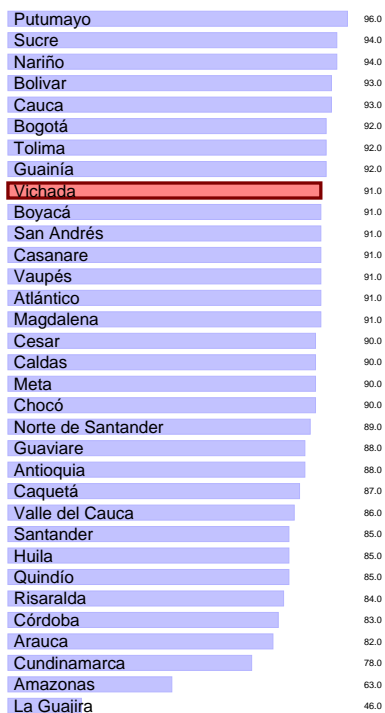 Putumayo 96.0
Sucre 94.0
Nariño 94.0
Bolivar 93.0
Cauca 93.0
Bogotá 92.0
Tolima 92.0
Guainía 92.0
Vichada 91.0
Boyacá 91.0
San Andrés 91.0
Casanare 91.0
Vaupés 91.0
Atlántico 91.0
Magdalena 91.0
Cesar 90.0
Caldas 90.0
Meta 90.0
Chocó 90.0
Norte de Santander 89.0
Guaviare 88.0
Antioquia 88.0
Caquetá 87.0
Valle del Cauca 86.0
Santander 85.0
Huila 85.0
Quindío 85.0
Risaralda 84.0
Córdoba 83.0
Arauca 82.0
Cundinamarca 78.0
Amazonas 63.0
La Guajira 46.0